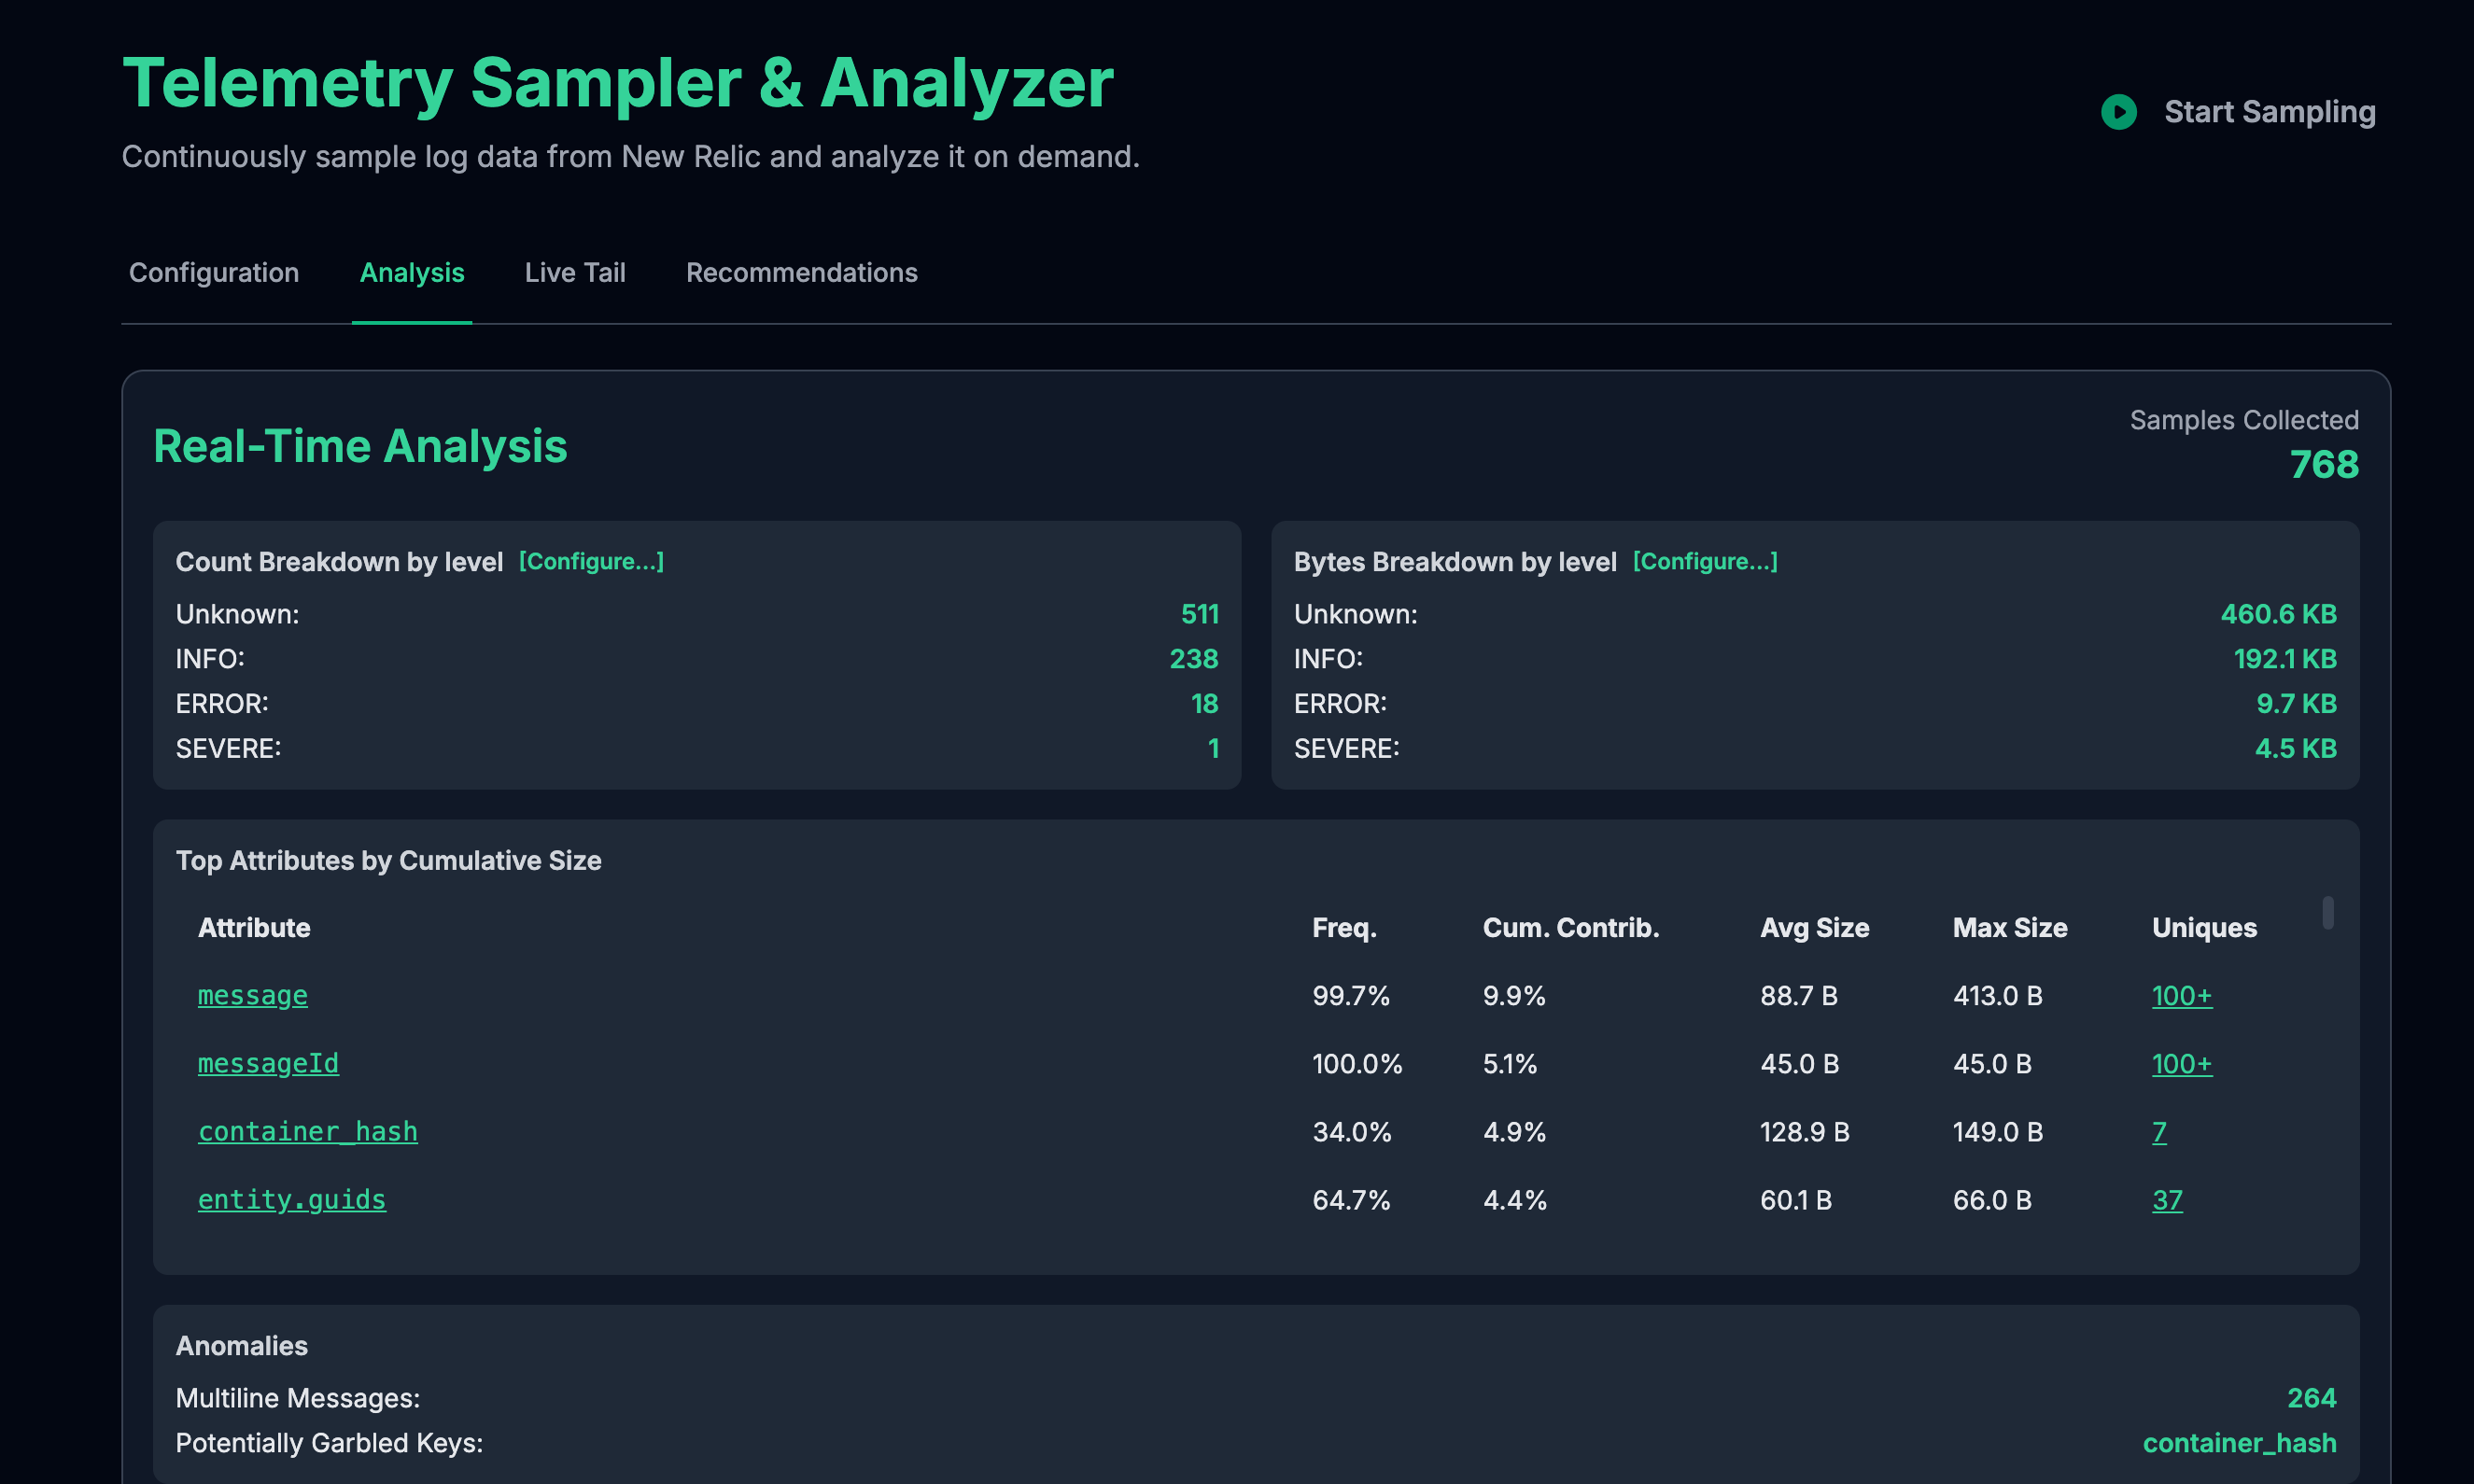 Telemetry Sampler & Analyzer
Continuously sample log data from New Relic and analyze it on demand.
Start Sampling
Configuration Analysis Live Tail Recommendations
Real-Time Analysis
Samples Collected
768
Count Breakdown by level [Configure...]
Unknown: 511
INFO: 238
ERROR: 18
SEVERE: 1
Bytes Breakdown by level [Configure...]
Unknown: 460.6 KB
INFO: 192.1 KB
ERROR: 9.7 KB
SEVERE: 4.5 KB
Top Attributes by Cumulative Size
Attribute Freq. Cum. Contrib. Avg Size Max Size Uniques
message 99.7% 9.9% 88.7 B 413.0 B 100+
messageId 100.0% 5.1% 45.0 B 45.0 B 100+
container_hash 34.0% 4.9% 128.9 B 149.0 B 7
entity.guids 64.7% 4.4% 60.1 B 66.0 B 37
Anomalies
Multiline Messages: 264
Potentially Garbled Keys: container_hash